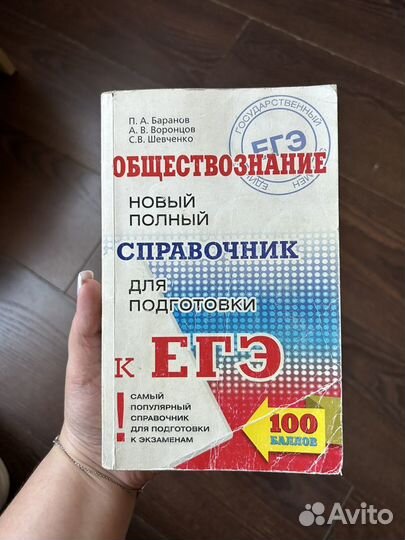 П. А. Баранов
А. В. Воронцов
С.В. Шевченко
ГОСУДАРСТВЕННЫЙ
ЕГЭ
ОБЩЕСТВОЗНАНИЕ
НОВЫЙ
ПОЛНЫЙ
СПРАВОЧНИК
ДЛЯ
ПОДГОТОВКИ
К ЕГЭ
!
САМЫЙ
ПОПУЛЯРНЫЙ
СПРАВОЧНИК
ДЛЯ ПОДГОТОВКИ
К ЭКЗАМЕНАМ
100
БАЛЛОВ
Avito